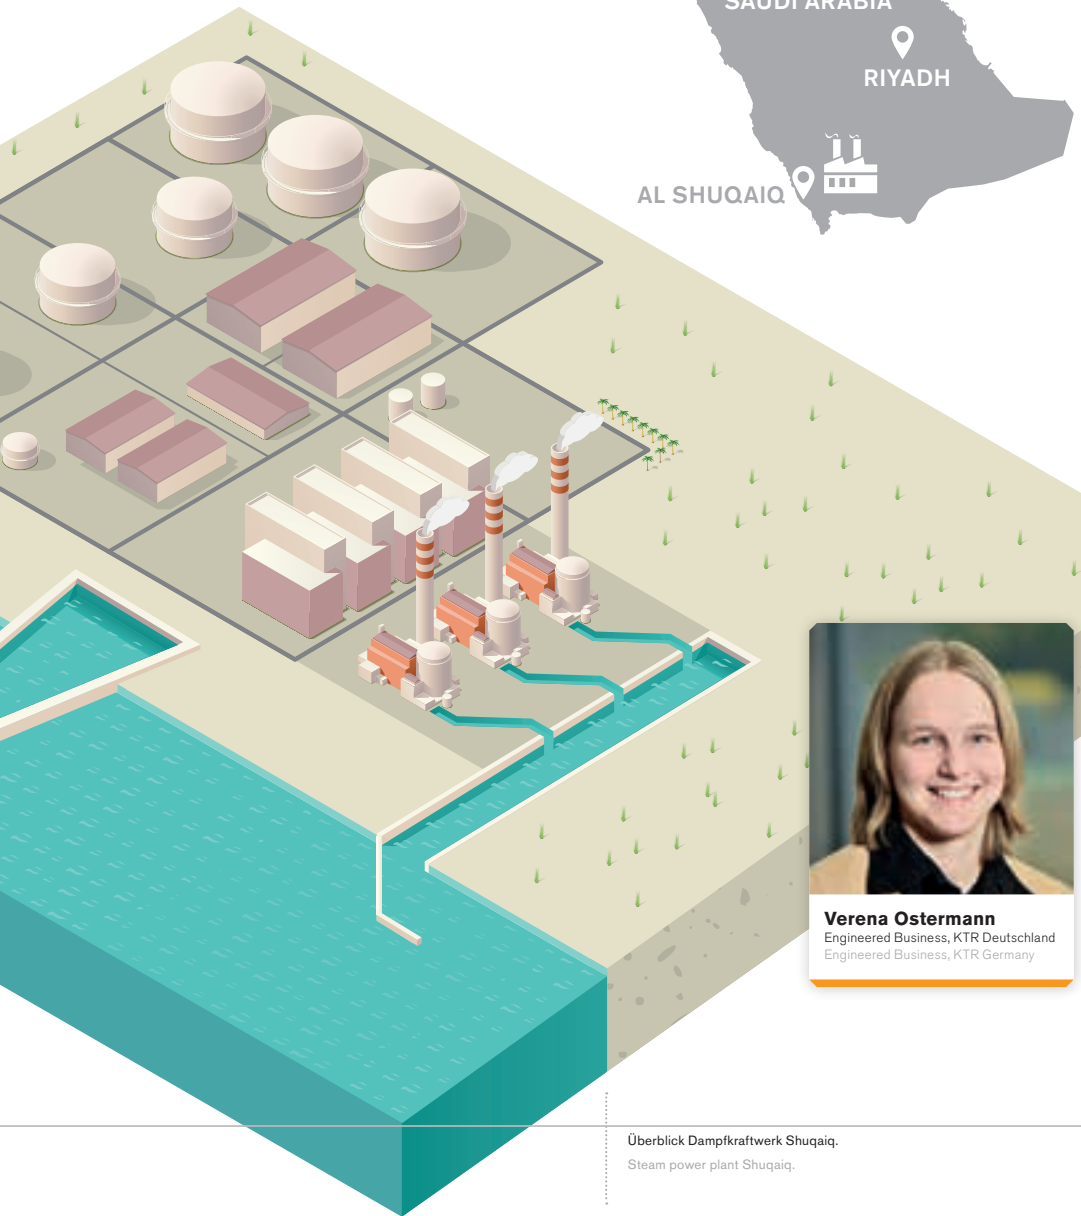 SAUDI ARABIA
RIYADH
AL SHUQAIQ
Verena Ostermann
Engineered Business, KTR Deutschland
Engineered Business, KTR Germany
Überblick Dampfkraftwerk Shuqaiq.
Steam power plant Shuqaiq.